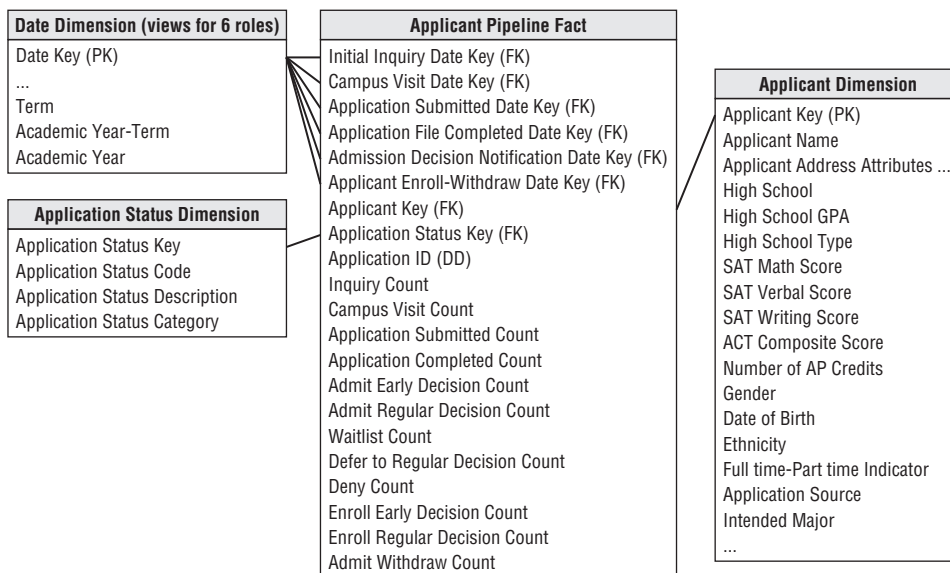 Date Dimension (views for 6 roles)
Date Key (PK)
...
Term
Academic Year-Term
Academic Year
Application Status Dimension
Application Status Key
Application Status Code
Application Status Description
Application Status Category
Applicant Pipeline Fact
Initial Inquiry Date Key (FK)
Campus Visit Date Key (FK)
Application Submitted Date Key (FK)
Application File Completed Date Key (FK)
Admission Decision Notification Date Key (FK)
Applicant Enroll-Withdraw Date Key (FK)
Applicant Key (FK)
Application Status Key (FK)
Application ID (DD)
Inquiry Count
Campus Visit Count
Application Submitted Count
Application Completed Count
Admit Early Decision Count
Admit Regular Decision Count
Waitlist Count
Defer to Regular Decision Count
Deny Count
Enroll Early Decision Count
Enroll Regular Decision Count
Admit Withdraw Count
Applicant Dimension
Applicant Key (PK)
Applicant Name
Applicant Address Attributes ...
High School
High School GPA
High School Type
SAT Math Score
SAT Verbal Score
SAT Writing Score
ACT Composite Score
Number of AP Credits
Gender
Date of Birth
Ethnicity
Full time-Part time Indicator
Application Source
Intended Major
...